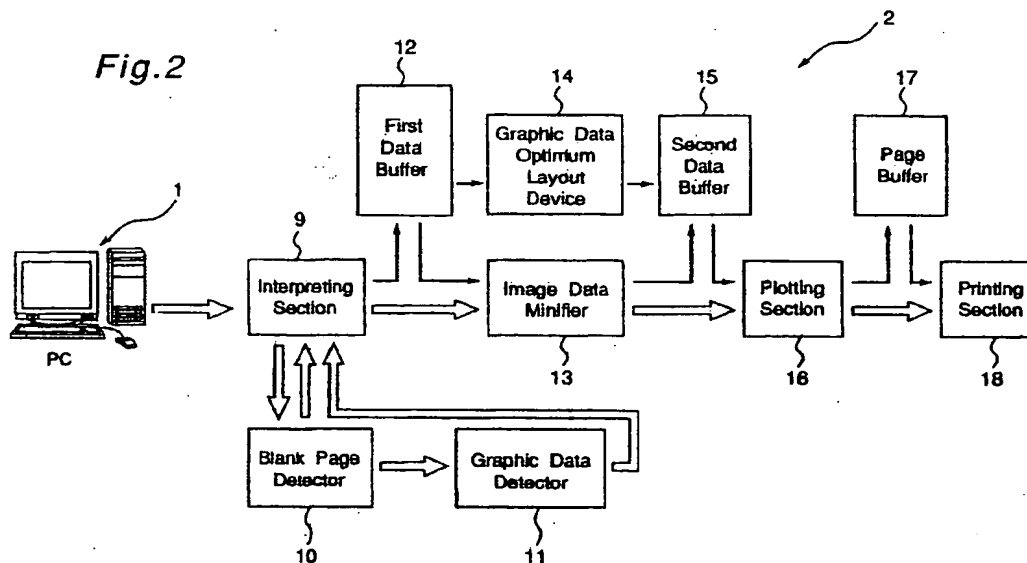 Fig.2
2
12
First
Data
Buffer
14
Graphic Data
Optimum
Layout
Device
15
Second
Data
Buffer
17
Page
Buffer
1
PC
9
Interpreting
Section
Image Data
Minifier
13
Plotting
Section
16
Printing
Section
18
Blank Page
Detector
10
Graphic Data
Detector
11